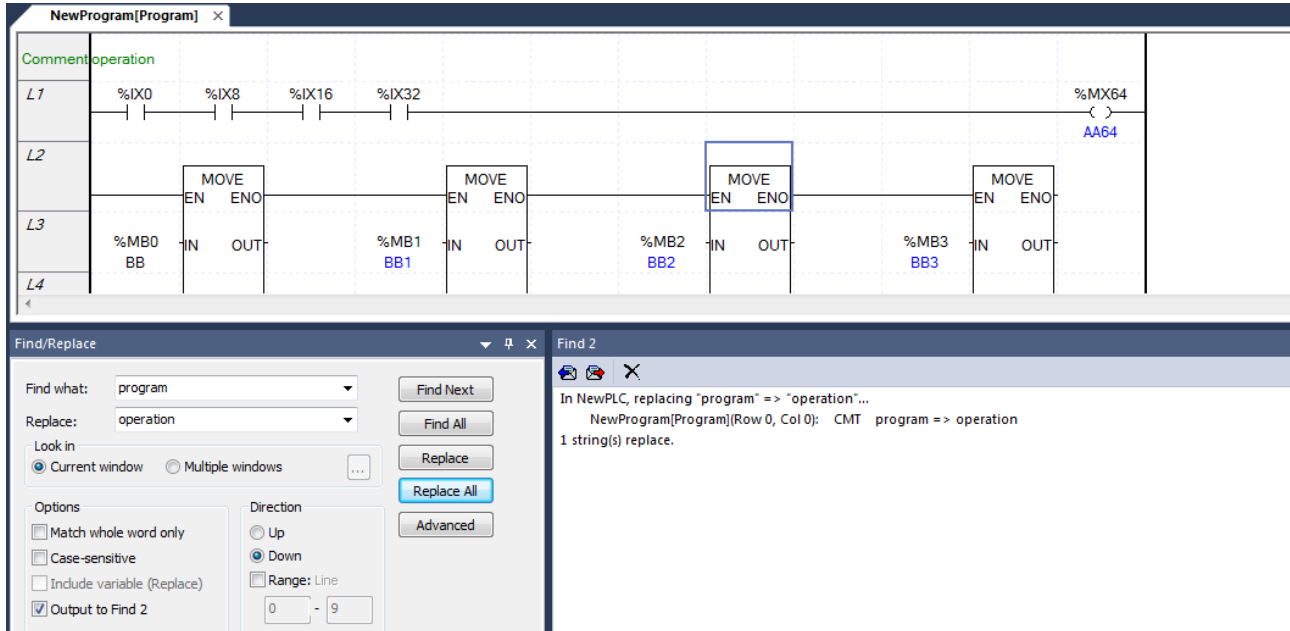 NewProgram[Program] ×
Comment operation
L1 %IX0 %IX8 %IX16 %IX32 %MX64
AA64
L2
MOVE MOVE MOVE MOVE
EN ENO EN ENO EN ENO EN ENO
L3
%MB0 IN OUT %MB1 IN OUT %MB2 IN OUT %MB3 IN OUT
BB BB1 BB2 BB3
L4
Find/Replace
Find what: program Find Next
Replace: operation Find All
Look in
Current window Multiple windows ... Replace
Replace All
Options Direction
Match whole word only Up Advanced
Case-sensitive Down
Include variable (Replace) Range: Line
Output to Find 2 0 - 9
Find 2
In NewPLC, replacing "program" => "operation"...
NewProgram[Program](Row 0, Col 0): CMT program => operation
1 string(s) replace.